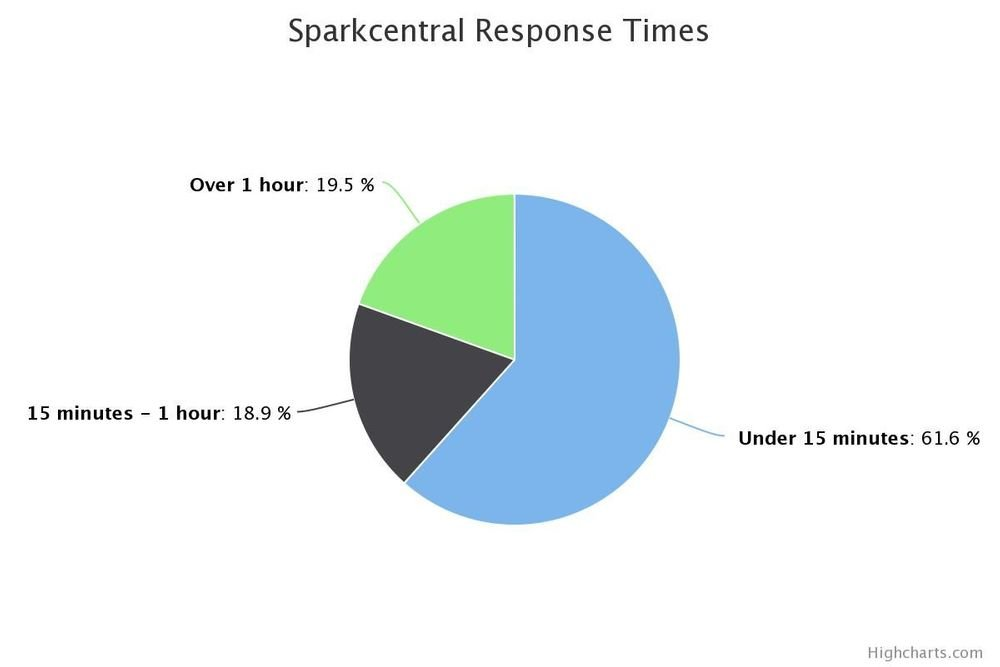 Sparkcentral Response Times
Over 1 hour: 19.5 %
15 minutes - 1 hour: 18.9 %
Under 15 minutes: 61.6 %
Highcharts.com